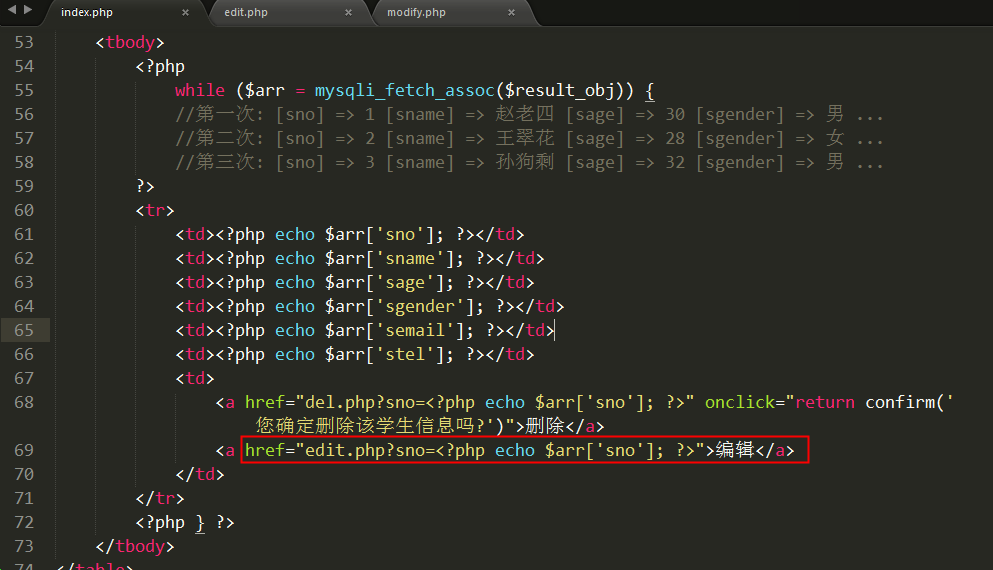 index.php × edit.php × modify.php ×
53 <tbody>
54 <?php
55 while ($arr = mysqli_fetch_assoc($result_obj)) {
56 //第一次: [sno] => 1 [sname] => 赵老四 [sage] => 30 [sgender] => 男 ...
57 //第二次: [sno] => 2 [sname] => 王翠花 [sage] => 28 [sgender] => 女 ...
58 //第三次: [sno] => 3 [sname] => 孙狗剩 [sage] => 32 [sgender] => 男 ...
59 ?>
60 <tr>
61 <td><?php echo $arr['sno']; ?></td>
62 <td><?php echo $arr['sname']; ?></td>
63 <td><?php echo $arr['sage']; ?></td>
64 <td><?php echo $arr['sgender']; ?></td>
65 <td><?php echo $arr['semail']; ?></td>
66 <td><?php echo $arr['stel']; ?></td>
67 <td>
68 <a href="del.php?sno=<?php echo $arr['sno']; ?>" onclick="return confirm('
您确定删除该学生信息吗?')">删除</a>
69 <a href="edit.php?sno=<?php echo $arr['sno']; ?>">编辑</a>
70 </td>
71 </tr>
72 <?php } ?>
73 </tbody>
74 </table>